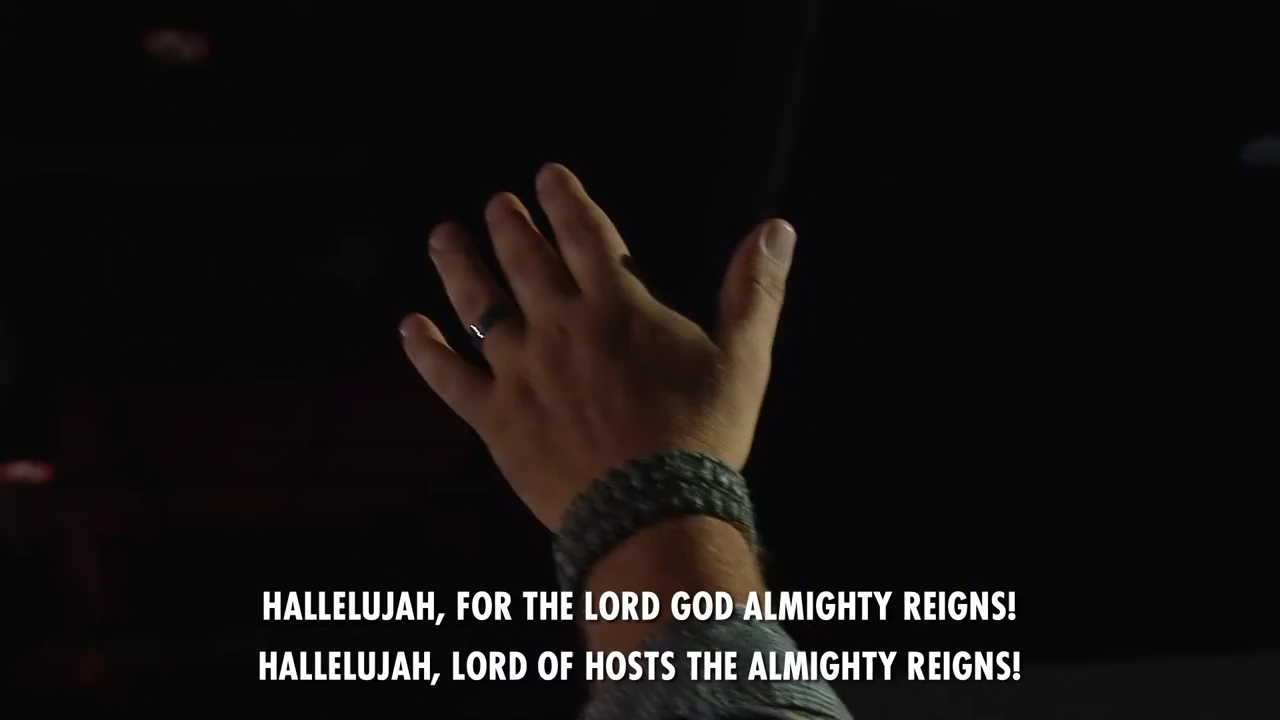 HALLELUJAH, FOR THE LORD GOD ALMIGHTY REIGNS!
HALLELUJAH, LORD OF HOSTS THE ALMIGHTY REIGNS!